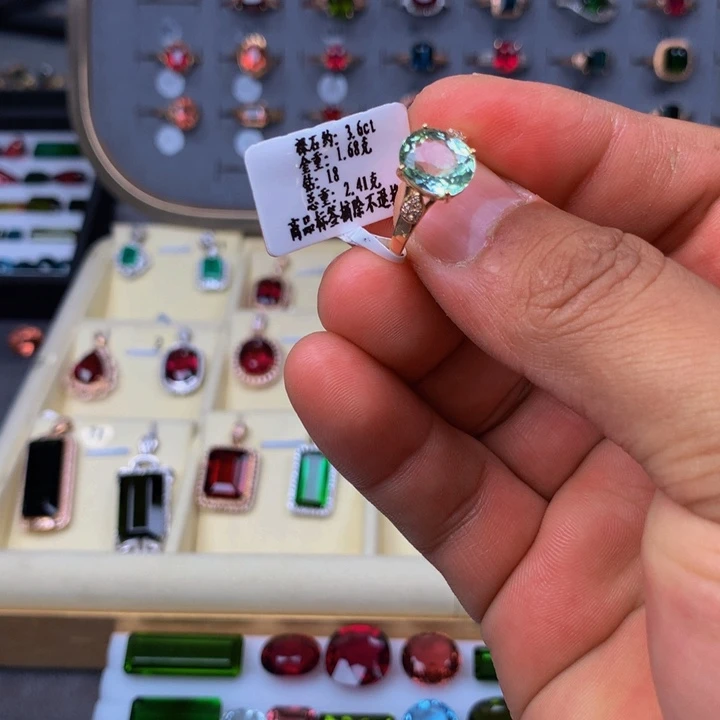 裸石约: 3.6ct
金重: 1.68克
钻: 18
总重: 2.41克
商品标签摘除不退换